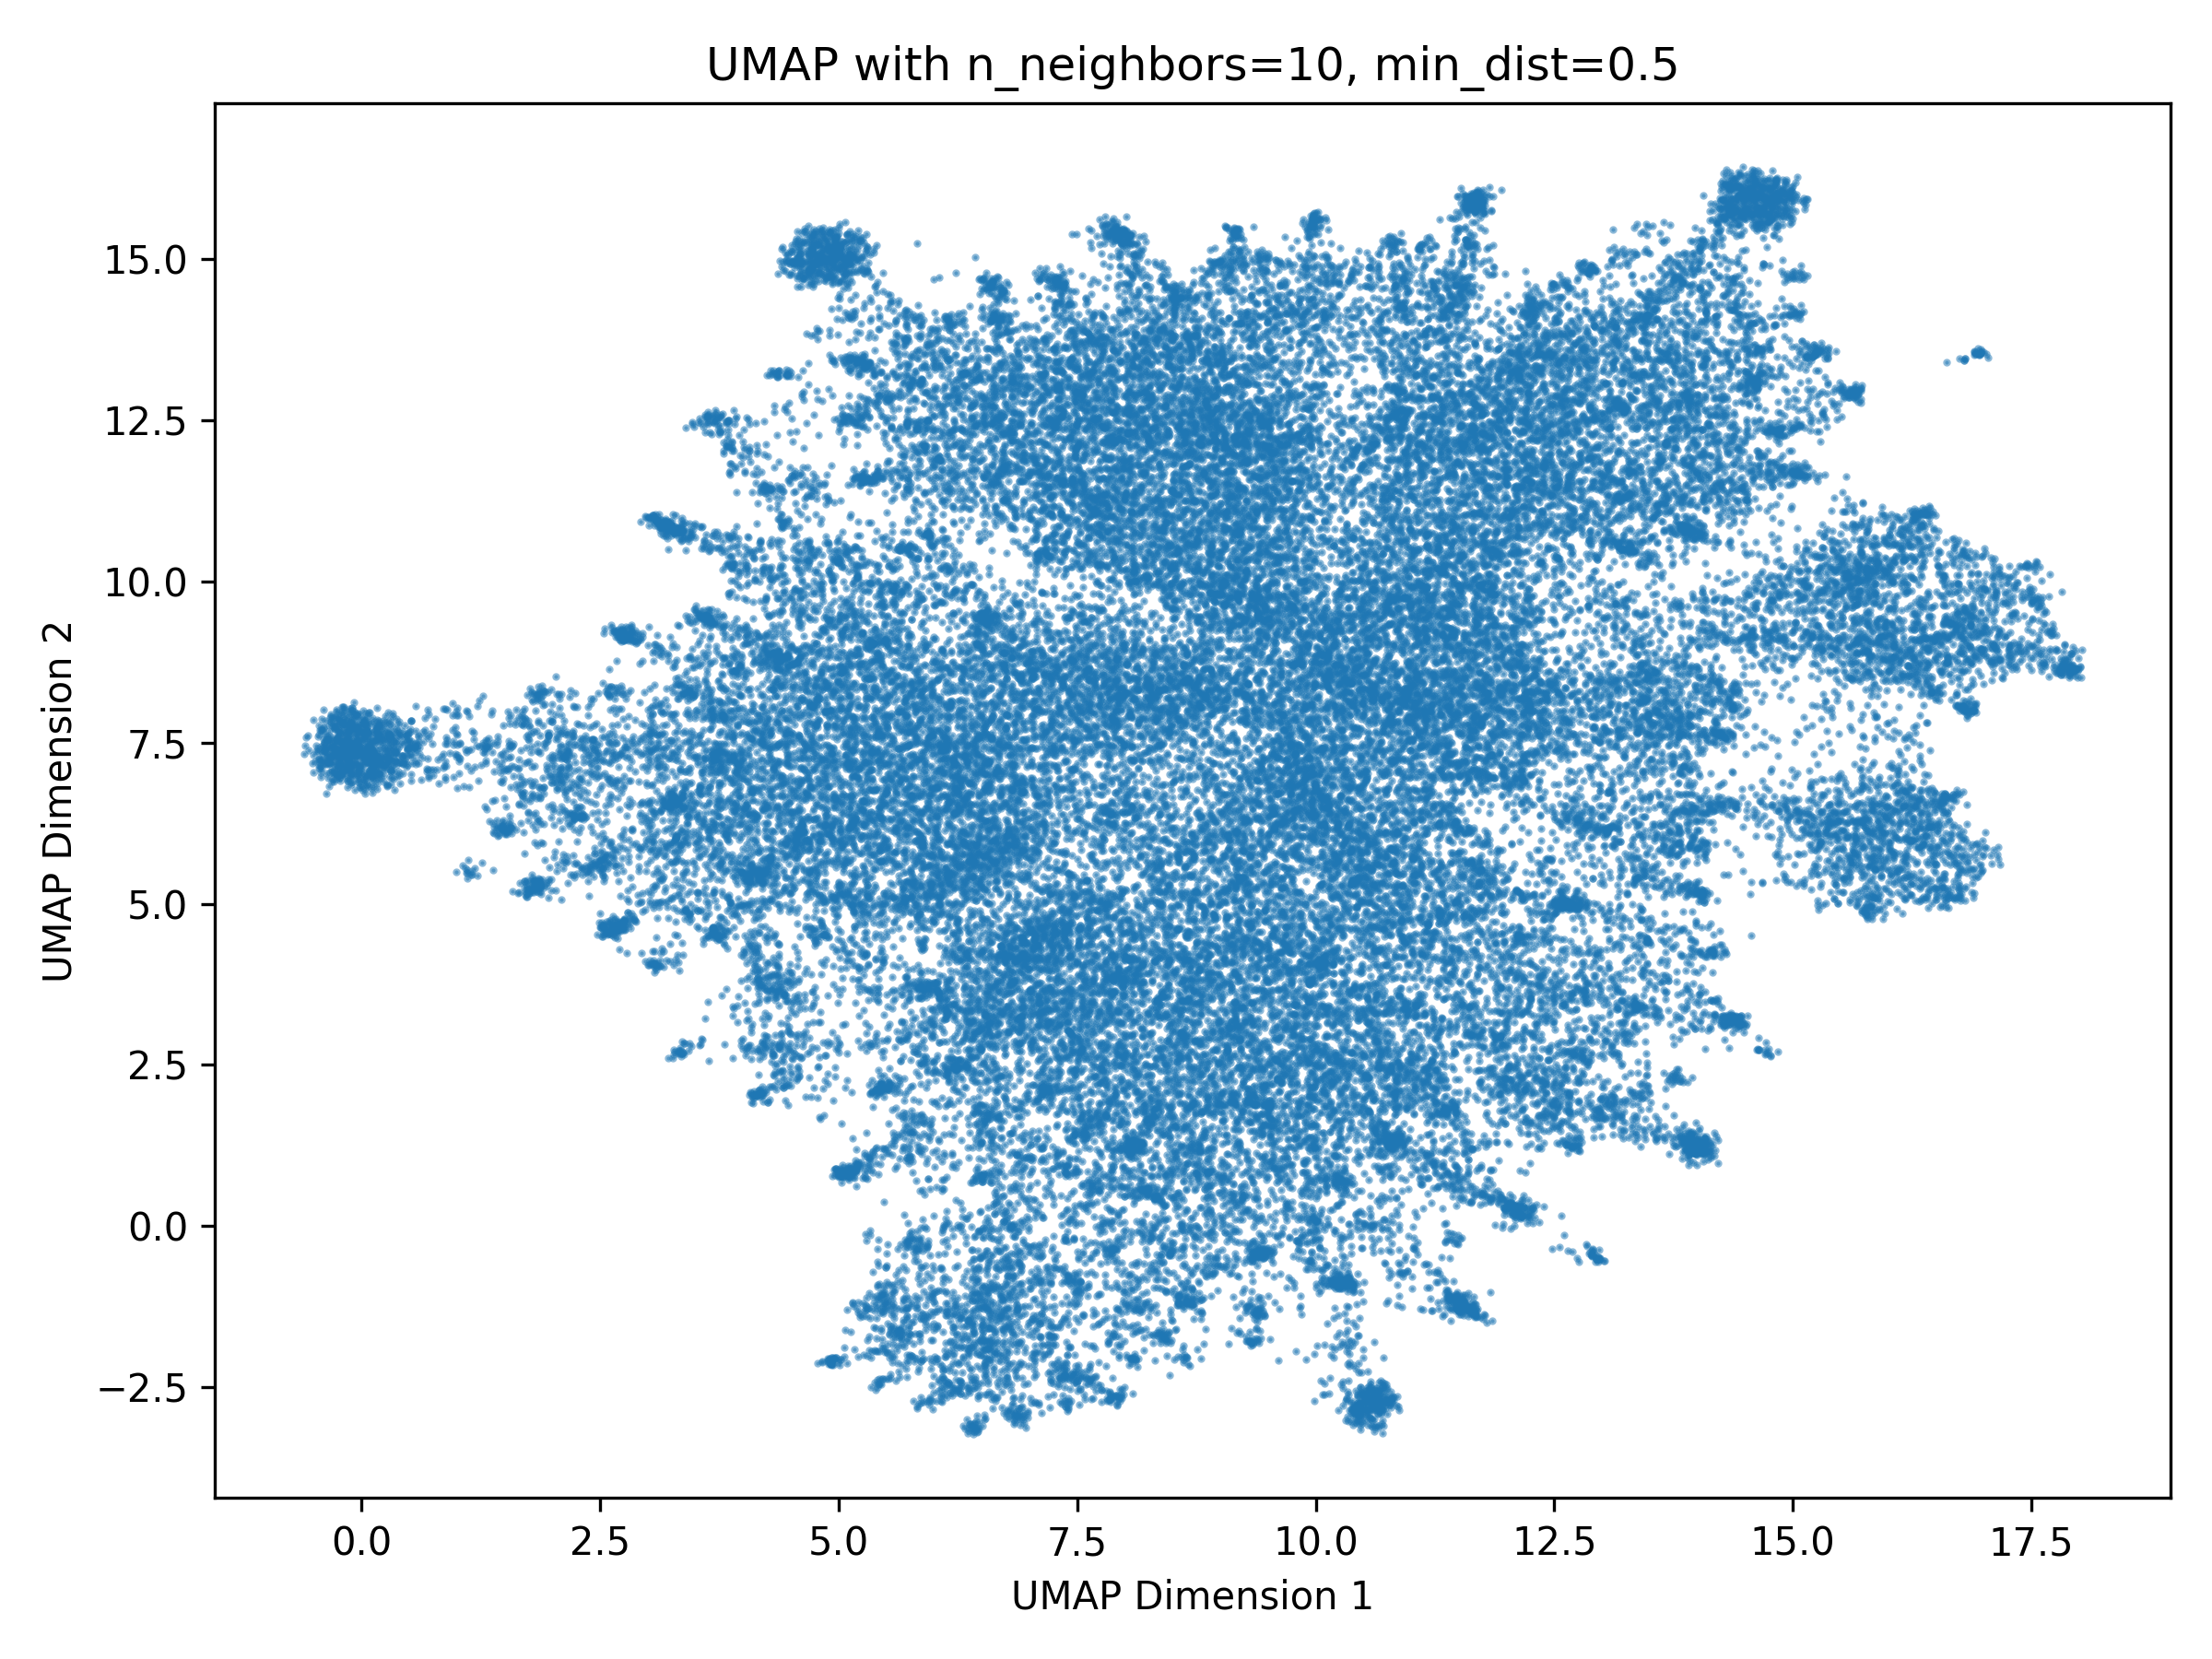 UMAP with n_neighbors=10, min_dist=0.5
UMAP Dimension 2
15.0
12.5
10.0
7.5
5.0
2.5
0.0
−2.5
0.0 2.5 5.0 7.5 10.0 12.5 15.0 17.5
UMAP Dimension 1